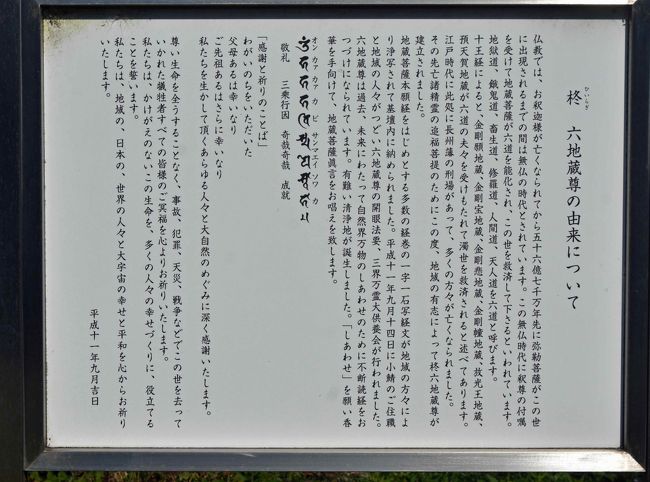 ひいらぎ
柊　六地蔵尊の由来について
仏教では、お釈迦様が亡くなられてから五十六億七千万年先に弥勒菩薩がこの世
に出現されるまでの間は無仏の時代とされています。この無仏時代に釈尊の付嘱
を受けて地蔵菩薩が六道を能化され、この世を救済して下さるといわれています。
地獄道、餓鬼道、畜生道、修羅道、人間道、天人道を六道と呼びます。
十王経によると、金剛願地蔵、金剛宝地蔵、金剛悲地蔵、金剛幢地蔵、放光王地蔵、
預天賀地蔵が六道の夫々を受けもたれて濁世を救済されると述べてあります。
江戸時代に此処に長州藩の刑場があって、多くの方々が亡くなられました。
その先亡諸精霊の追福菩提のためにこの度、地域の有志によって柊六地蔵尊が
建立されました。
地蔵菩薩本願経をはじめとする多数の経巻の一字一石写経文が地域の方々によ
り浄写されて基壇内に納められました。平成十一年九月十四日に小鯖のご住職
と地域の人々がつどい六地蔵尊の開眼法要、三界万霊大供養会が行われました。
六地蔵尊は過去、未来にわたって自然界万物のしあわせのために不断読経をお
つづけになられています。有難い清浄地が誕生しました。「しあわせ」を願い香
華を手向けて、地蔵菩薩真言をお唱えを致します。
オン カア カア カ ビ サンマエイ ソワ カ
敬礼　三乗行因　奇哉奇哉　成就
「感謝と祈りのことば」
わがいのちをいただいた
父母あるは幸いなり
ご先祖あるはさらに幸いなり
私たちを生かして頂くあらゆる人々と大自然のめぐみに深く感謝いたします。
尊い生命を全うすることなく、事故、犯罪、天災、戦争などでこの世を去って
いかれた犠牲者すべての皆様のご冥福を心よりお祈りいたします。
私たちは、かけがえのないこの生命を、多くの人々の幸せづくりに、役立てる
ことを誓います。
私たちは、地域の、日本の、世界の人々と大宇宙の幸せと平和を心からお祈り
いたします。
平成十一年九月吉日